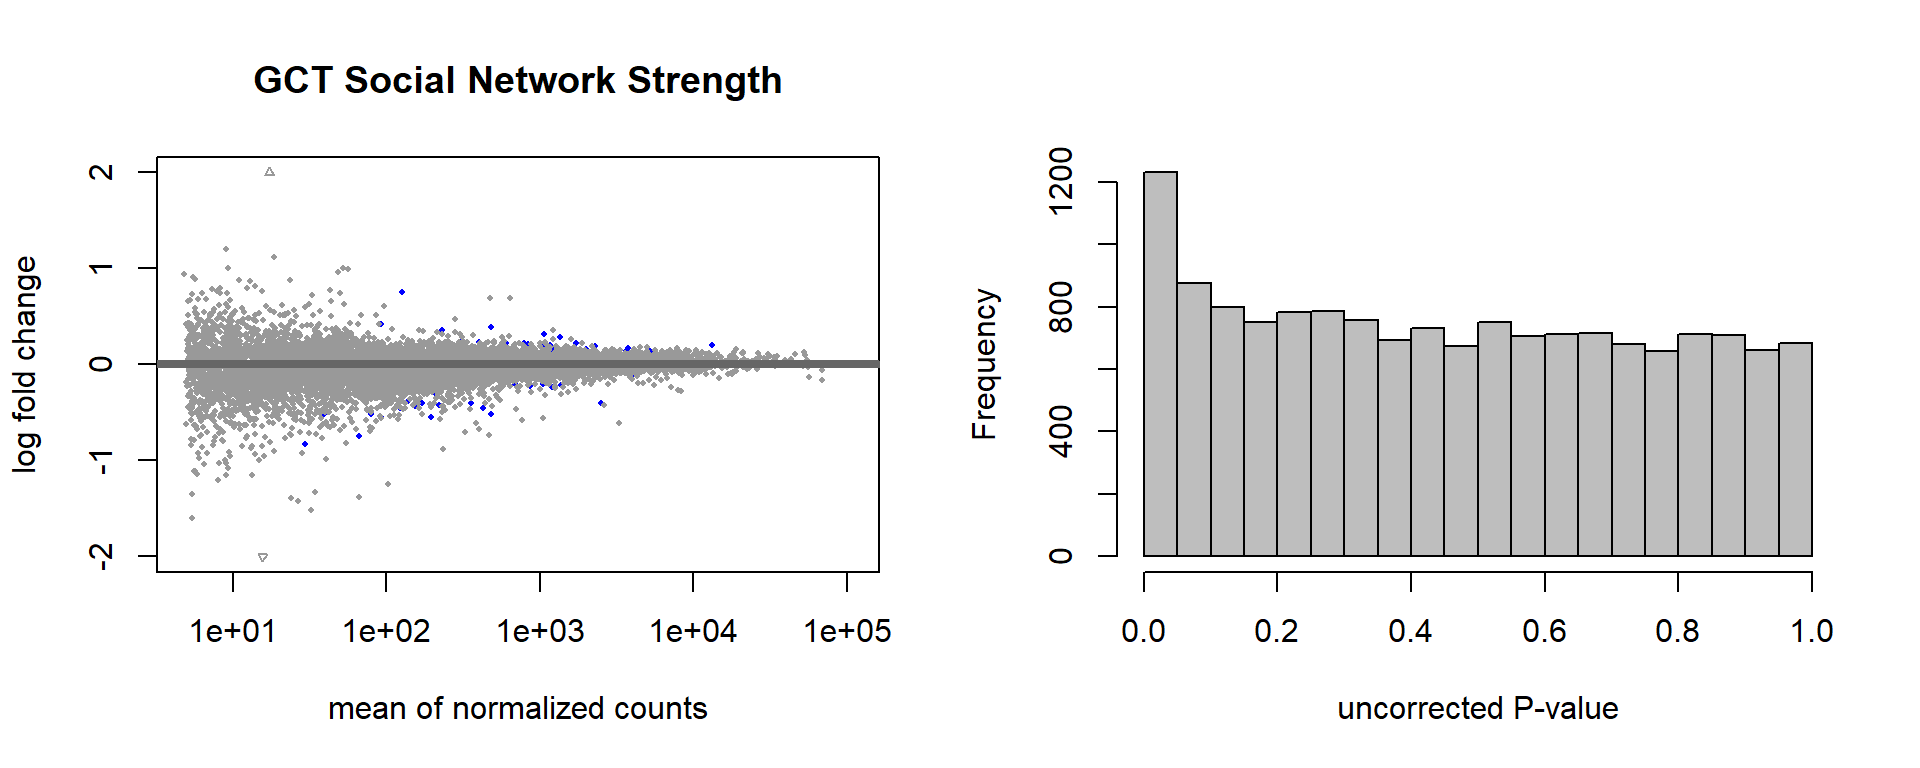 GCT Social Network Strength
log fold change
2
1
0
-1
-2
1e+01 1e+02 1e+03 1e+04 1e+05
mean of normalized counts
Frequency
1200
800
400
0
0.0 0.2 0.4 0.6 0.8 1.0
uncorrected P-value